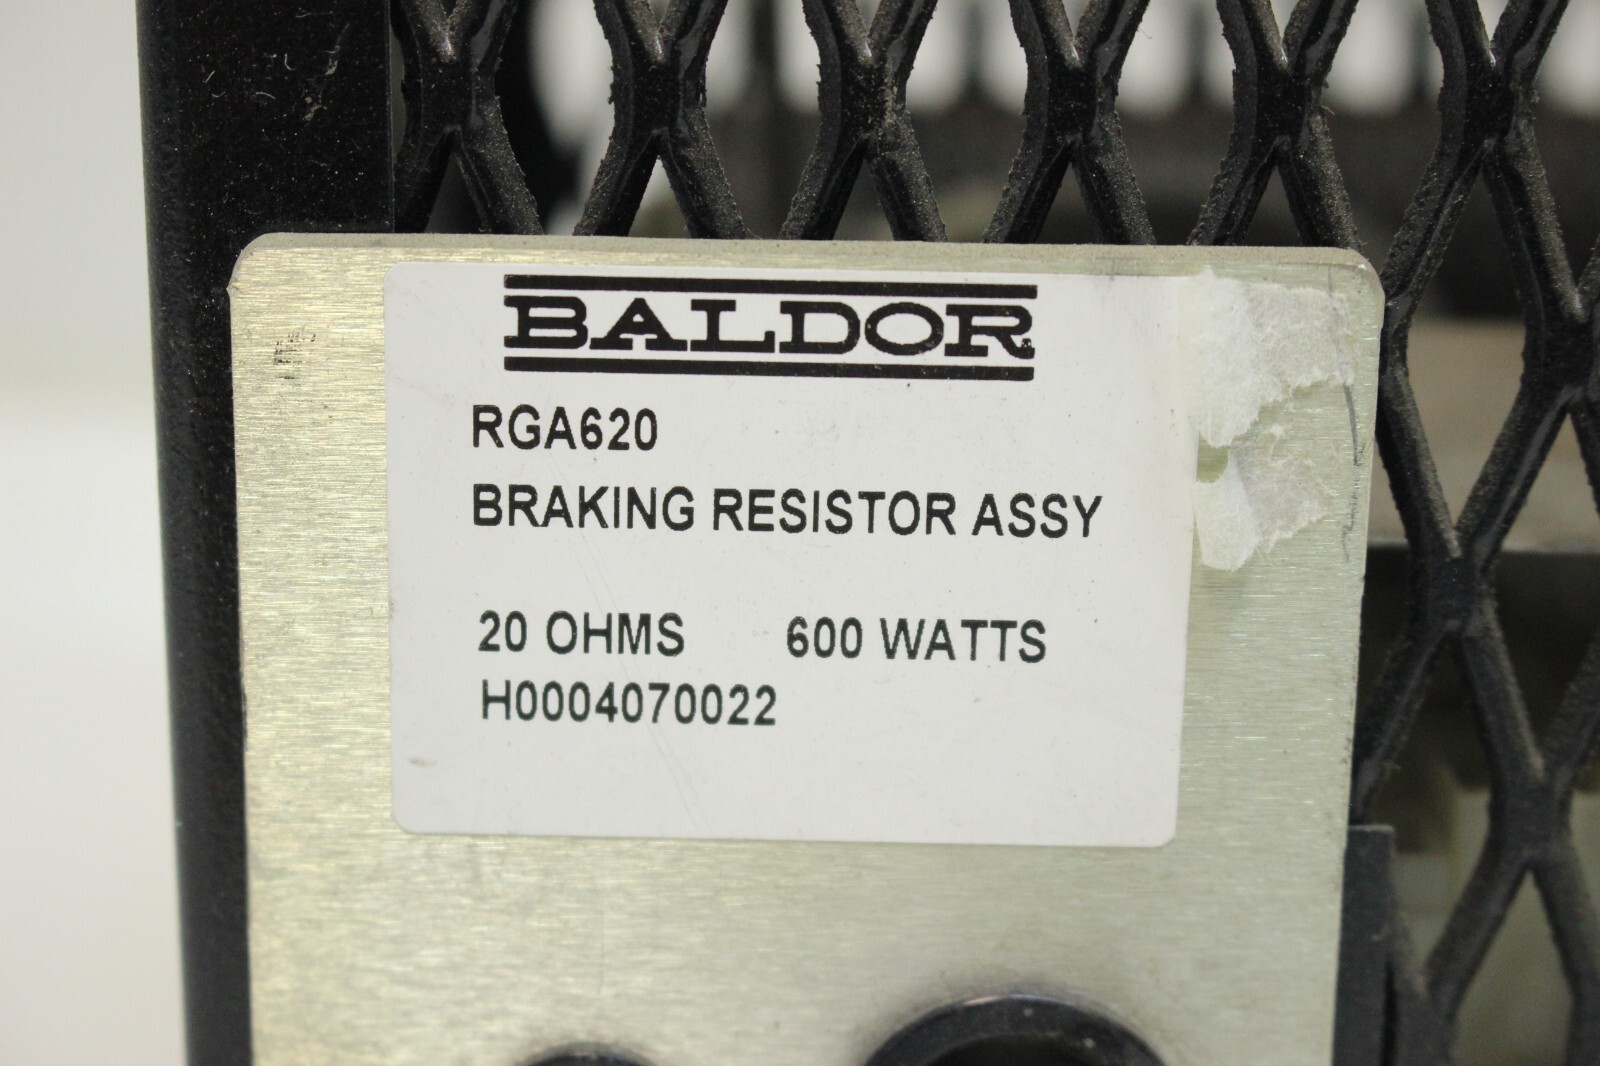 BALDOR
RGA620
BRAKING RESISTOR ASSY
20 OHMS 600 WATTS
H0004070022